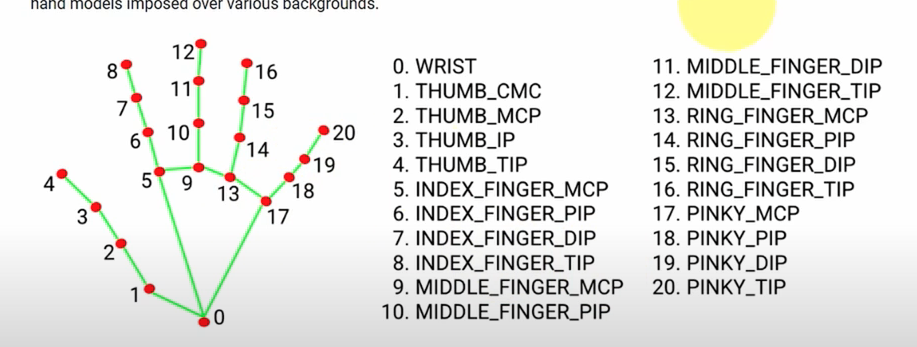 hand models imposed over various backgrounds.
12
8
16
11
7
15
6
10
20
14
19
4
5
9
18
13
3
17
2
1
0
0. WRIST
1. THUMB_CMC
2. THUMB_MCP
3. THUMB_IP
4. THUMB_TIP
5. INDEX_FINGER_MCP
6. INDEX_FINGER_PIP
7. INDEX_FINGER_DIP
8. INDEX_FINGER_TIP
9. MIDDLE_FINGER_MCP
10. MIDDLE_FINGER_PIP
11. MIDDLE_FINGER_DIP
12. MIDDLE_FINGER_TIP
13. RING_FINGER_MCP
14. RING_FINGER_PIP
15. RING_FINGER_DIP
16. RING_FINGER_TIP
17. PINKY_MCP
18. PINKY_PIP
19. PINKY_DIP
20. PINKY_TIP